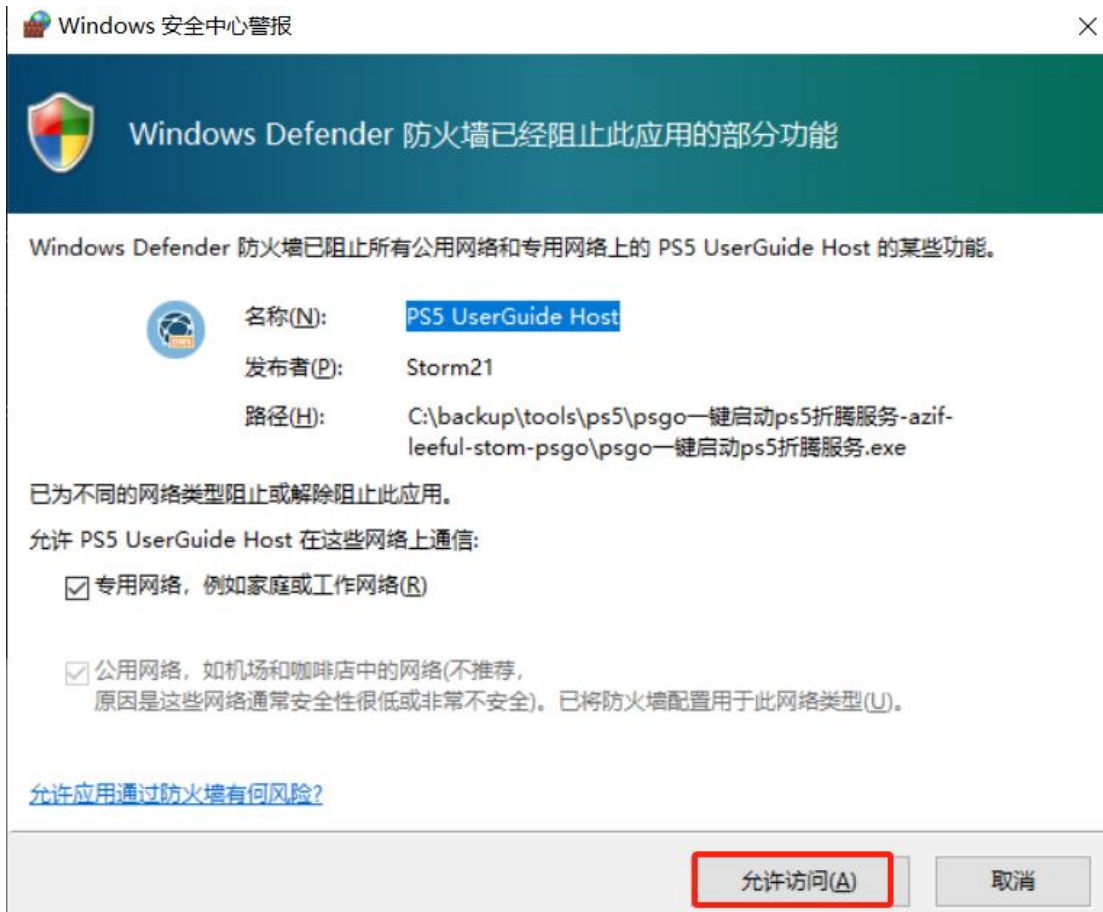 Windows 安全中心警报
Windows Defender 防火墙已经阻止此应用的部分功能
Windows Defender 防火墙已阻止所有公用网络和专用网络上的 PS5 UserGuide Host 的某些功能。
名称(N): PS5 UserGuide Host
发布者(P): Storm21
路径(H): C:\backup\tools\ps5\psgo一键启动ps5折腾服务-azif-
leeful-stom-psgo\psgo一键启动ps5折腾服务.exe
已为不同的网络类型阻止或解除阻止此应用。
允许 PS5 UserGuide Host 在这些网络上通信:
专用网络，例如家庭或工作网络(R)
公用网络，如机场和咖啡店中的网络(不推荐，
原因是这些网络通常安全性很低或非常不安全)。已将防火墙配置用于此网络类型(U)。
允许应用通过防火墙有何风险?
允许访问(A) 取消